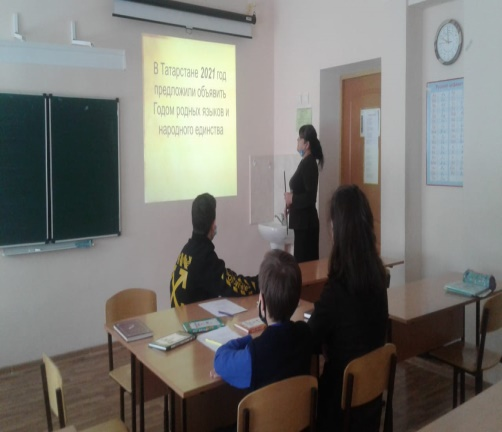 В Татарстане 2021 год
предложили объявить
Годом родных языков и
народного единства